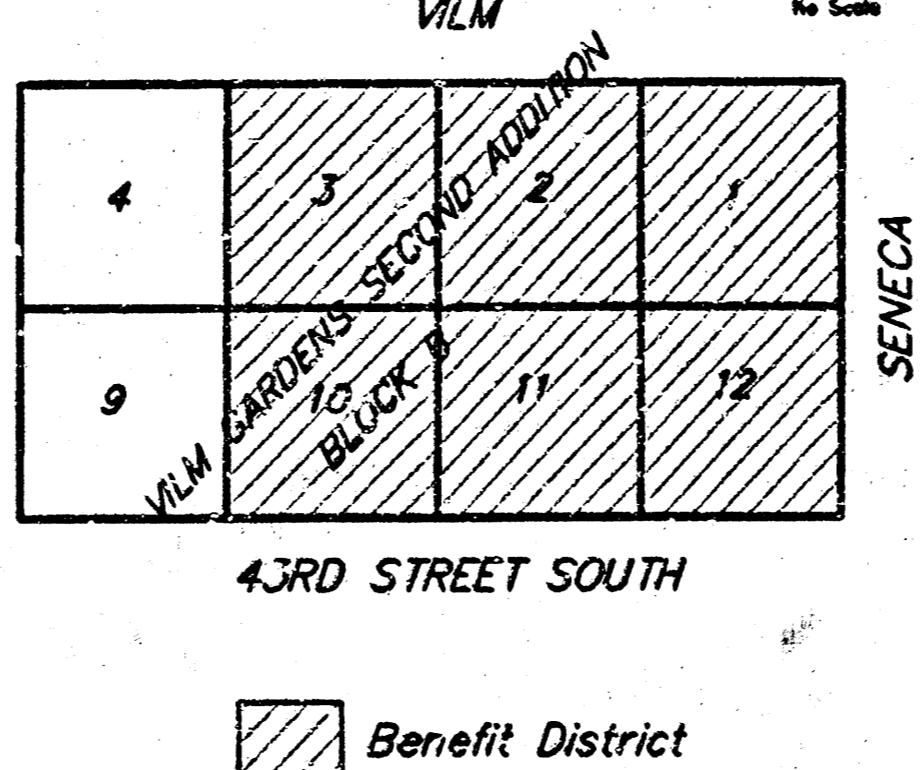 VILM
No Scale
4
3
2
1
VILM GARDENS SECOND ADDITION
BLOCK B
9
10
11
12
SENECA
43RD STREET SOUTH
Benefit District